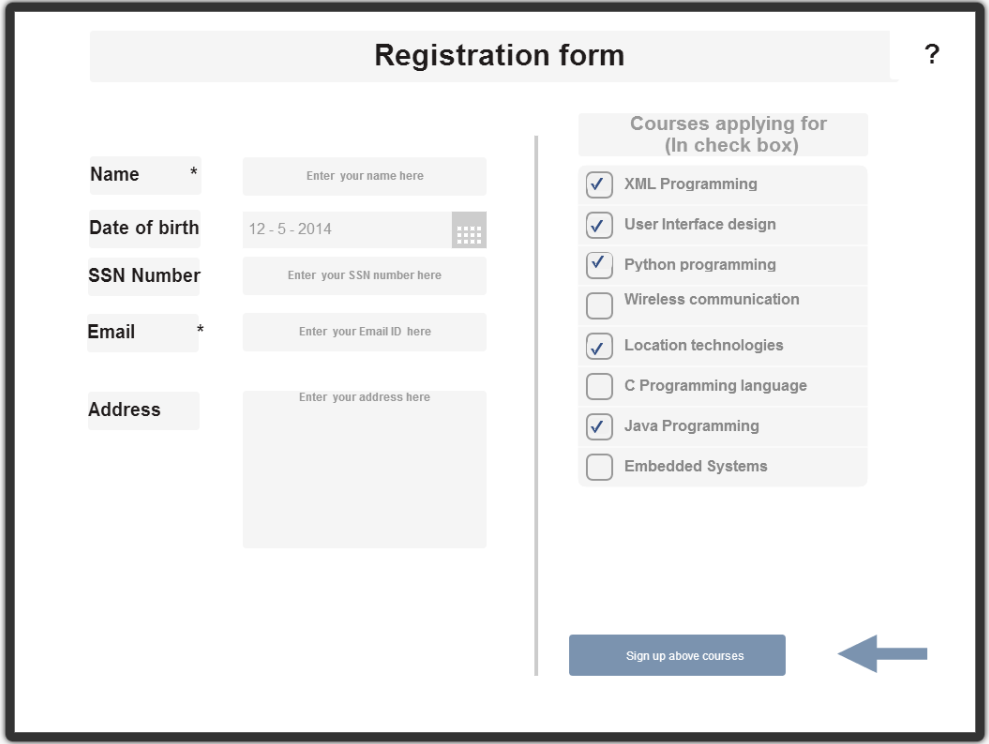 Registration form
?
Name *
Enter your name here
Date of birth
12 - 5 - 2014
SSN Number
Enter your SSN number here
Email *
Enter your Email ID here
Address
Enter your address here
Courses applying for
(In check box)
XML Programming
User Interface design
Python programming
Wireless communication
Location technologies
C Programming language
Java Programming
Embedded Systems
Sign up above courses